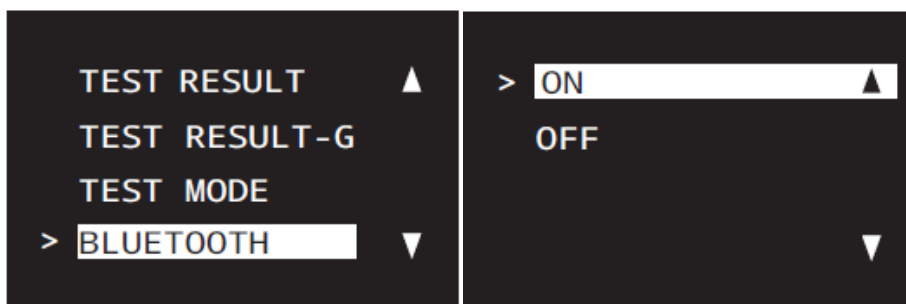 TEST RESULT ▲
TEST RESULT-G
TEST MODE
> BLUETOOTH ▼
> ON ▲
OFF
▼